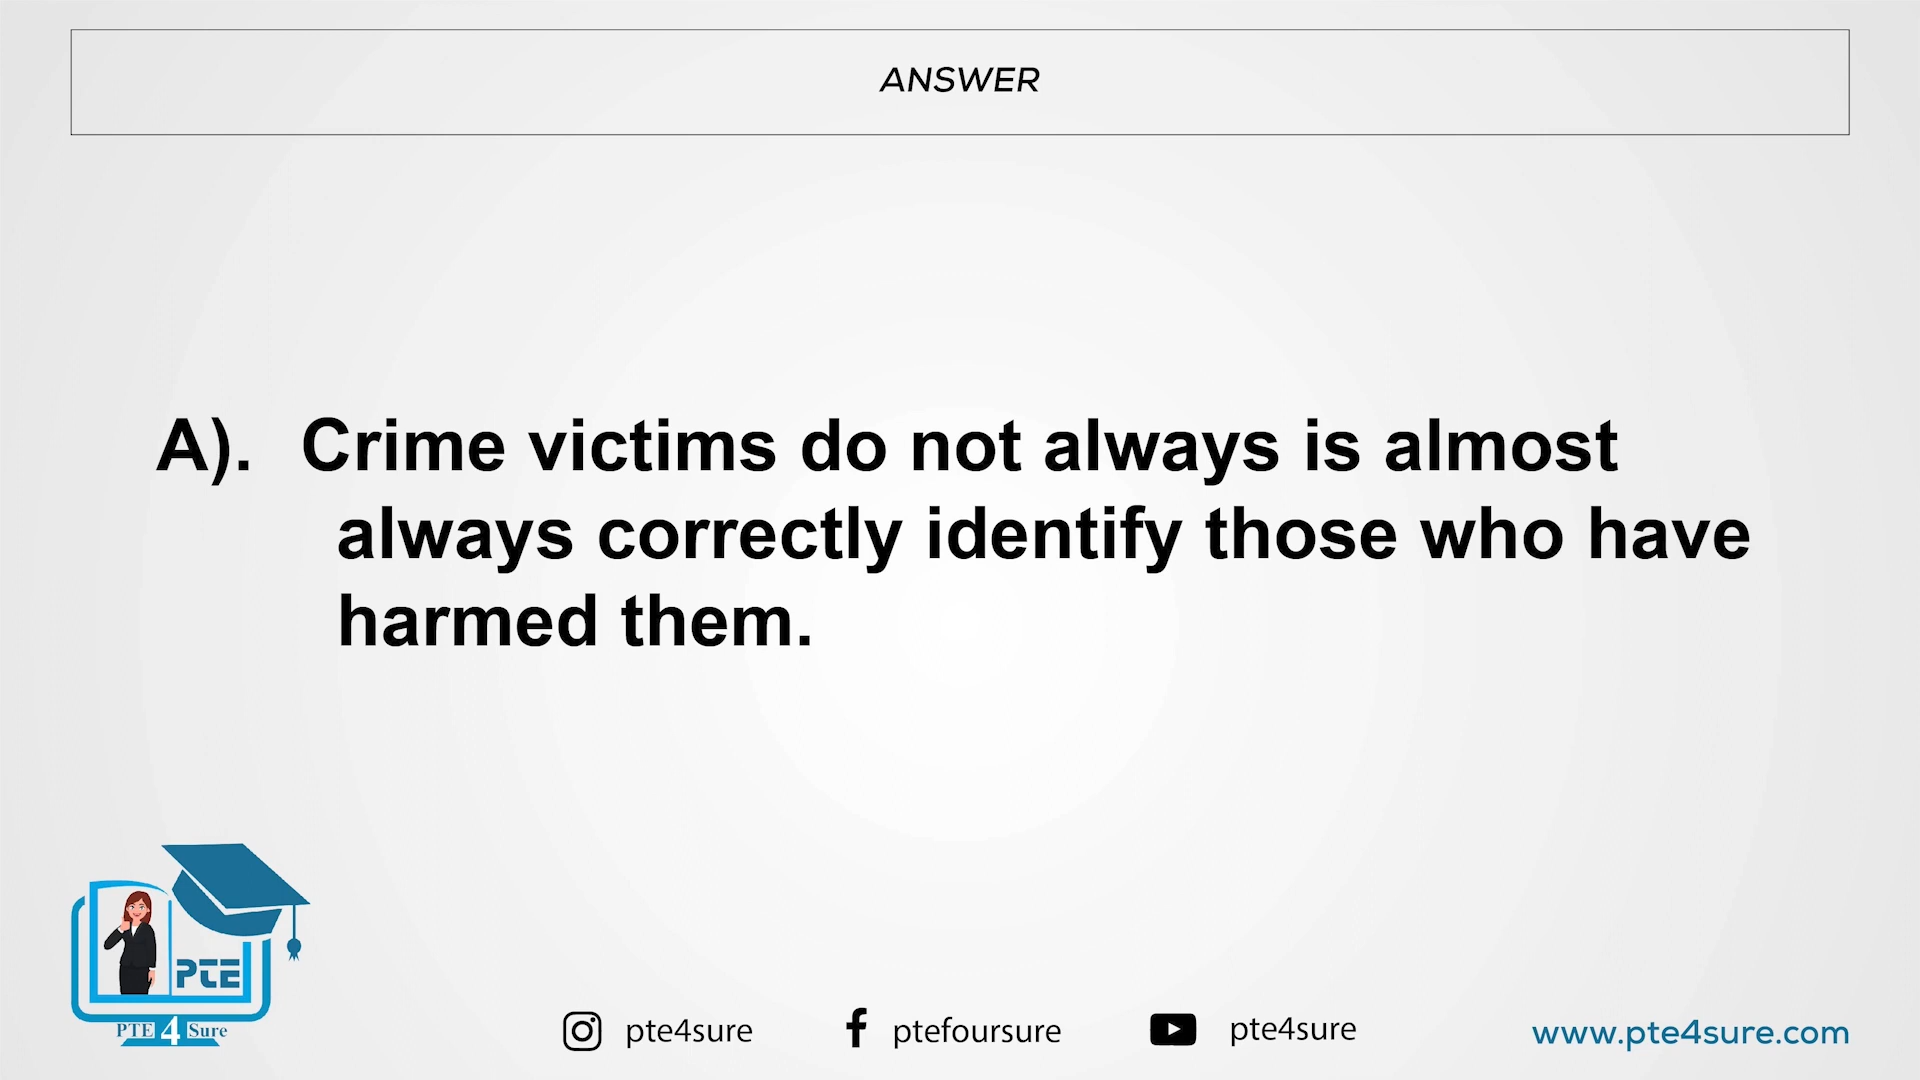 ANSWER
A). Crime victims do not always is almost
always correctly identify those who have
harmed them.
PTE
PTE 4 Sure
pte4sure
ptefoursure
pte4sure
www.pte4sure.com